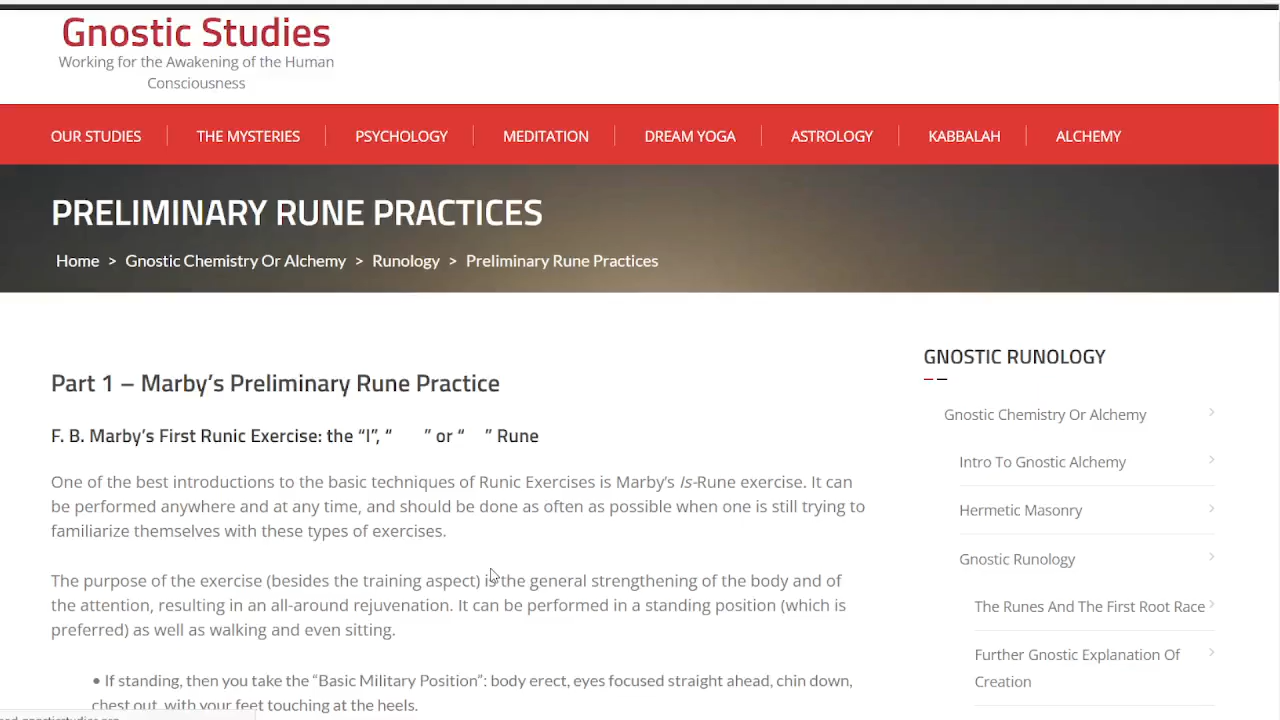 Gnostic Studies
Working for the Awakening of the Human
Consciousness
OUR STUDIES
THE MYSTERIES
PSYCHOLOGY
MEDITATION
DREAM YOGA
ASTROLOGY
KABBALAH
ALCHEMY
PRELIMINARY RUNE PRACTICES
Home > Gnostic Chemistry Or Alchemy > Runology > Preliminary Rune Practices
Part 1 – Marby’s Preliminary Rune Practice
F. B. Marby’s First Runic Exercise: the “I”, “ ” or “ ” Rune
One of the best introductions to the basic techniques of Runic Exercises is Marby’s Is-Rune exercise. It can
be performed anywhere and at any time, and should be done as often as possible when one is still trying to
familiarize themselves with these types of exercises.
The purpose of the exercise (besides the training aspect) is the general strengthening of the body and of
the attention, resulting in an all-around rejuvenation. It can be performed in a standing position (which is
preferred) as well as walking and even sitting.
• If standing, then you take the “Basic Military Position”: body erect, eyes focused straight ahead, chin down,
chest out, with your feet touching at the heels.
GNOSTIC RUNOLOGY
Gnostic Chemistry Or Alchemy
Intro To Gnostic Alchemy
Hermetic Masonry
Gnostic Runology
The Runes And The First Root Race
Further Gnostic Explanation Of
Creation